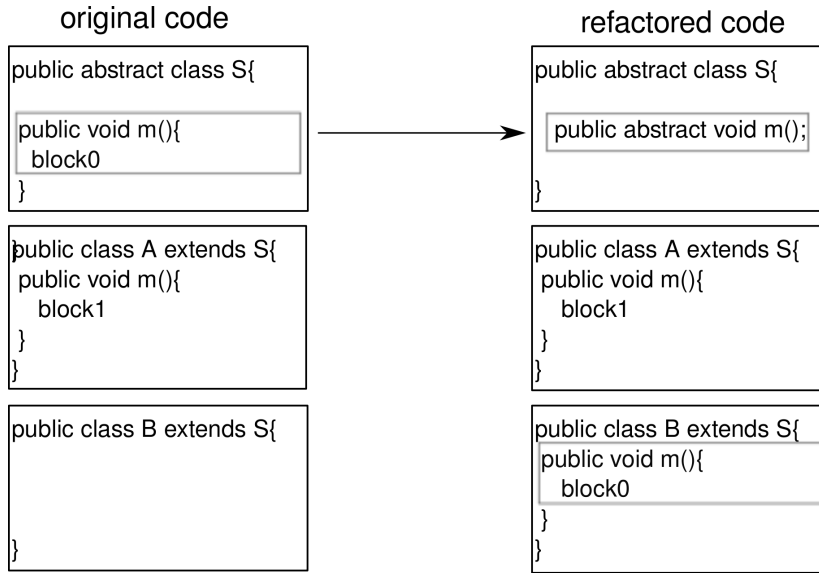 original code
public abstract class S{
public void m(){
block0
}
}
public class A extends S{
public void m(){
block1
}
}
public class B extends S{
}
refactored code
public abstract class S{
public abstract void m();
}
public class A extends S{
public void m(){
block1
}
}
public class B extends S{
public void m(){
block0
}
}